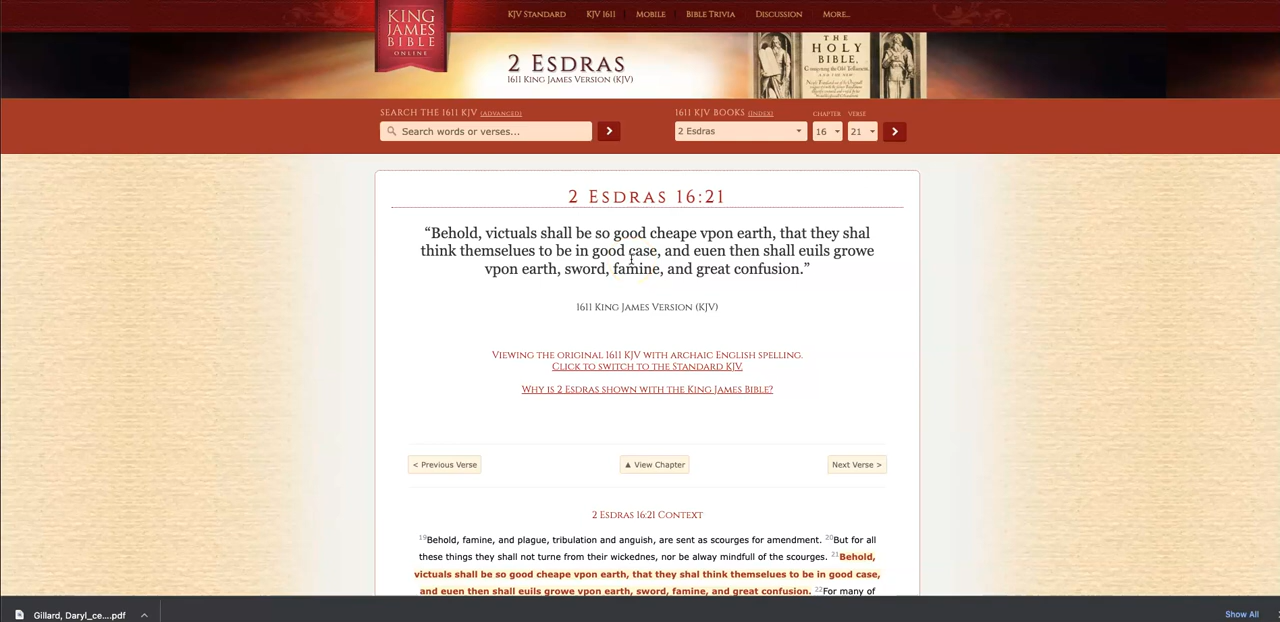 KING
JAMES
BIBLE
ONLINE
KJV STANDARD
KJV 1611
MOBILE
BIBLE TRIVIA
DISCUSSION
MORE...
2 ESDRAS
1611 KING JAMES VERSION (KJV)
THE
HOLY
BIBLE,
SEARCH THE 1611 KJV (ADVANCED)
Search words or verses...
1611 KJV BOOKS (INDEX)
CHAPTER
VERSE
2 Esdras
16
21
2 ESDRAS 16:21
“Behold, victuals shall be so good cheape vpon earth, that they shal
think themselues to be in good case, and euen then shall euils growe
vpon earth, sword, famine, and great confusion.”
1611 KING JAMES VERSION (KJV)
VIEWING THE ORIGINAL 1611 KJV WITH ARCHAIC ENGLISH SPELLING.
CLICK TO SWITCH TO THE STANDARD KJV.
WHY IS 2 ESDRAS SHOWN WITH THE KING JAMES BIBLE?
< Previous Verse
▲ View Chapter
Next Verse >
2 ESDRAS 16:21 CONTEXT
19Behold, famine, and plague, tribulation and anguish, are sent as scourges for amendment. 20But for all
these things they shall not turne from their wickednes, nor be alway mindfull of the scourges. 21Behold,
victuals shall be so good cheape vpon earth, that they shal think themselues to be in good case,
and euen then shall euils growe vpon earth, sword, famine, and great confusion. 22For many of
Gillard, Daryl_ce....pdf
Show All